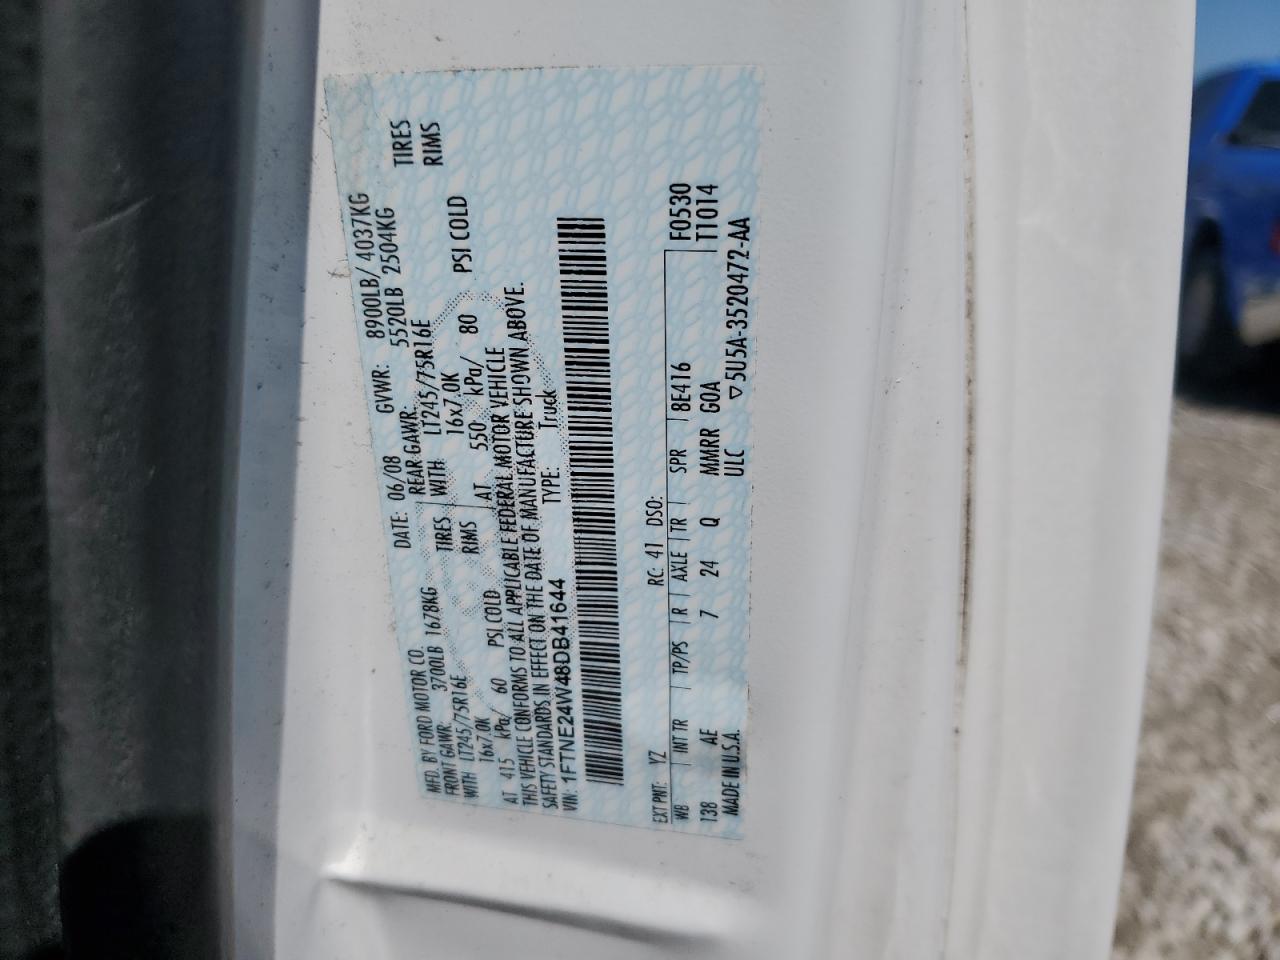 MFD. BY FORD MOTOR CO.
DATE: 06/08 GVWR: 8900LB/ 4037KG
FRONT GAWR: 3700LB 1678KG REAR GAWR: 5520LB 2504KG
WITH LT245/75R16E TIRES WITH LT245/75R16E TIRES
16x7.0K RIMS 16x7.0K RIMS
AT 415 kPa/ 60 PSI COLD AT 550 kPa/ 80 PSI COLD
THIS VEHICLE CONFORMS TO ALL APPLICABLE FEDERAL MOTOR VEHICLE
SAFETY STANDARDS IN EFFECT ON THE DATE OF MANUFACTURE SHOWN ABOVE.
VIN: 1FTNE24W48DB41644 TYPE: Truck
EXT PNT: YZ RC: 41 DSO: F0530
WB INT TR TP/PS R AXLE TR SPR 8E416 T1014
138 AE 7 24 Q MMRR GOA
MADE IN U.S.A. ULC ▽5U5A-3520472-AA